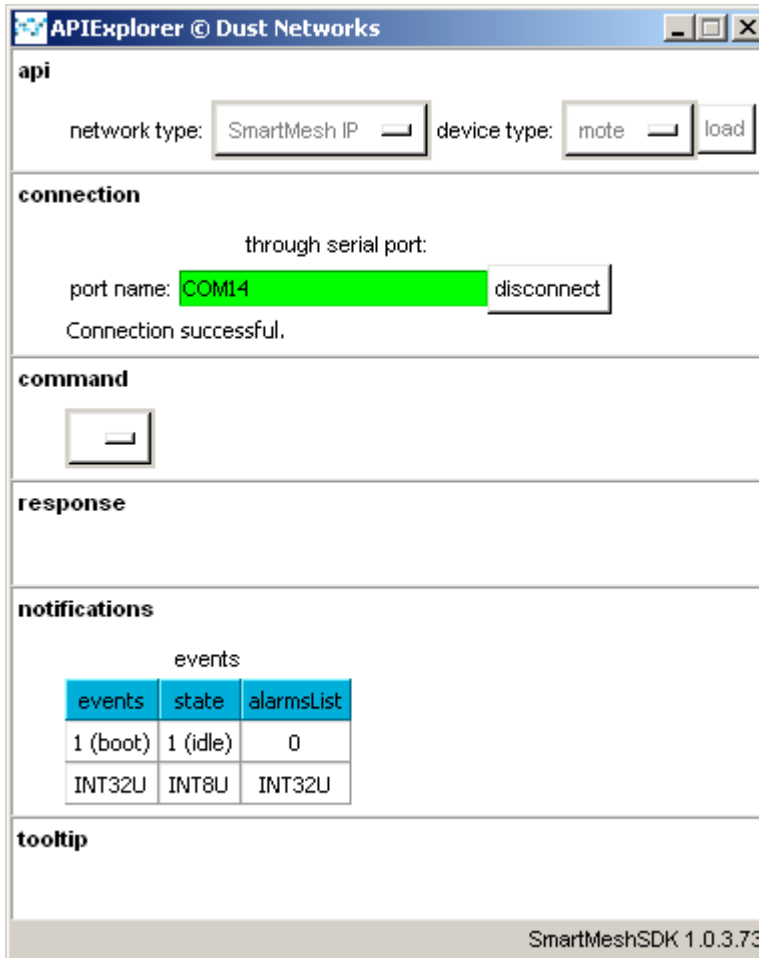 APIExplorer © Dust Networks
api
network type: SmartMesh IP device type: mote load
connection
through serial port:
port name: COM14 disconnect
Connection successful.
command
response
notifications
events
events state alarmsList
1 (boot) 1 (idle) 0
INT32U INT8U INT32U
tooltip
SmartMeshSDK 1.0.3.73